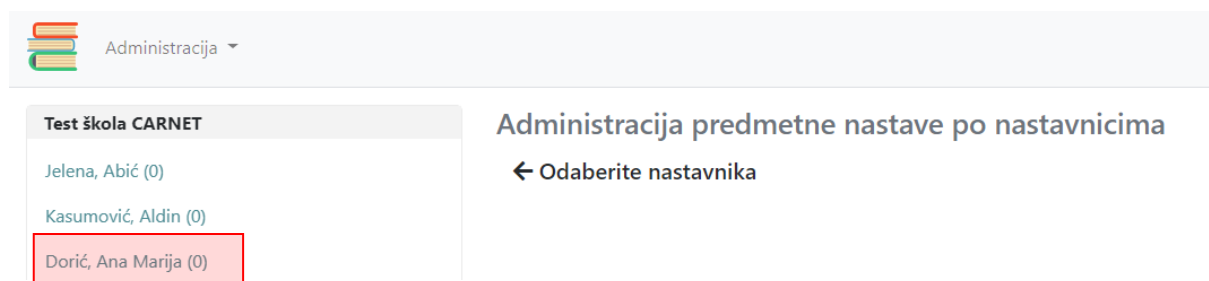 Administracija
Test škola CARNET
Jelena, Abić (0)
Kasumović, Aldin (0)
Dorić, Ana Marija (0)
Administracija predmetne nastave po nastavnicima
Odaberite nastavnika